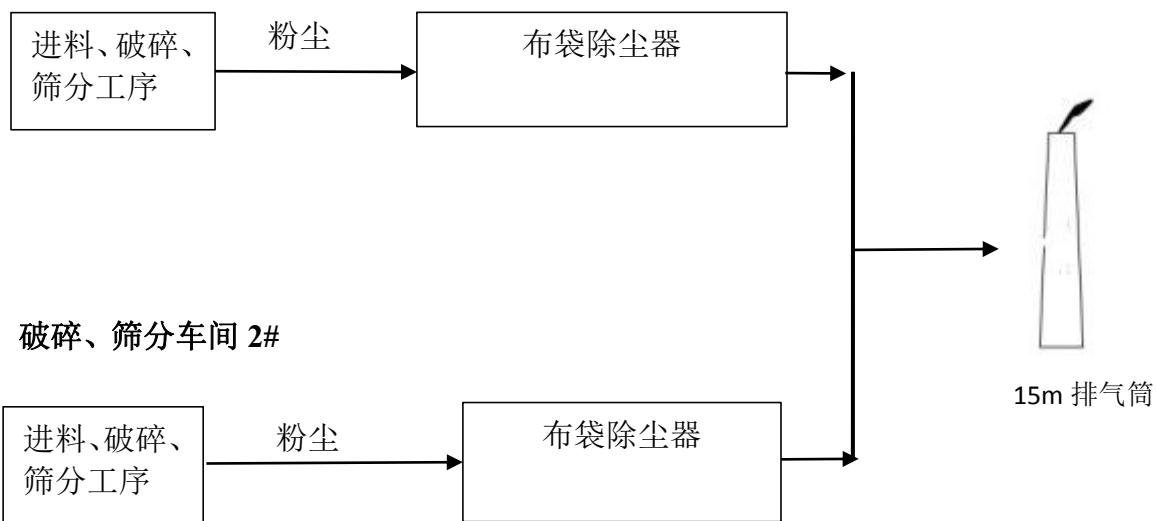 粉尘
进料、破碎、
筛分工序
布袋除尘器
破碎、筛分车间 2#
15m 排气筒
粉尘
进料、破碎、
筛分工序
布袋除尘器